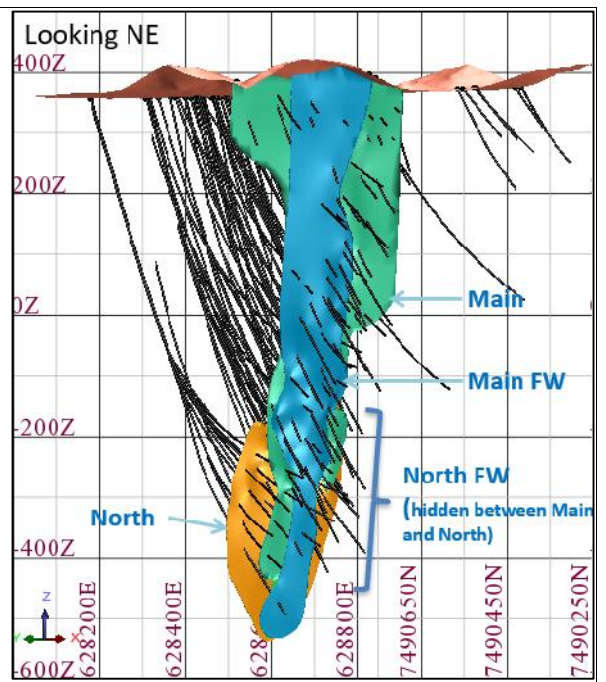 Looking NE
400Z
200Z
0Z
-200Z
-400Z
-600Z
Main
Main FW
North FW
(hidden between Main
and North)
North
Z
Y
X
628200E
628400E
628800E
7490650N
7490450N
7490250N